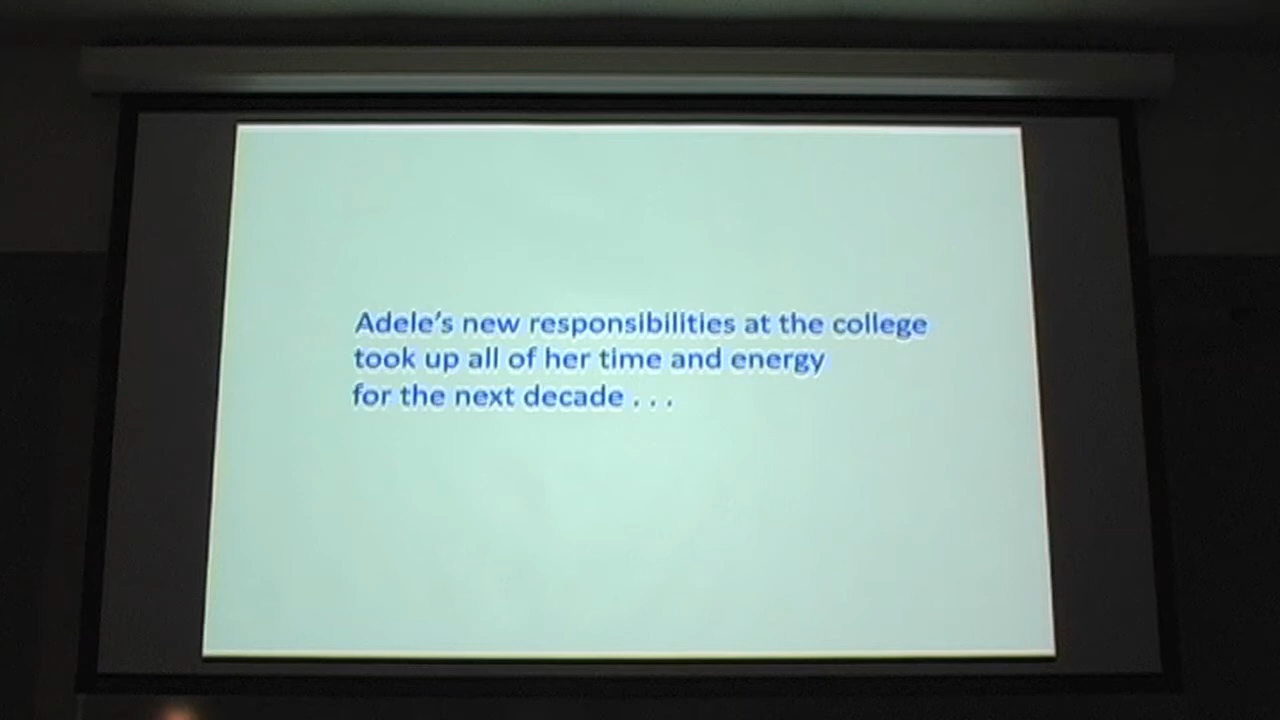 Adele's new responsibilities at the college
took up all of her time and energy
for the next decade . . .